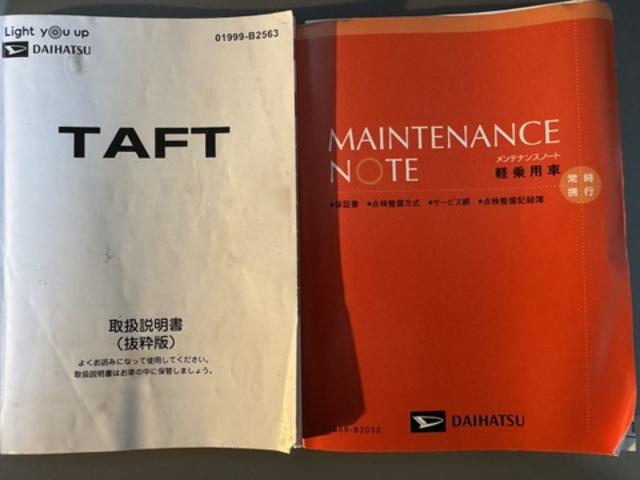 Light you up
DAIHATSU
01999-B2563
TAFT
取扱説明書
(抜粋版)
よくお読みになって使用してください。
取扱説明書はお車の中に保管しましょう。
MAINTENANCE
NOTE
メンテナンスノート
軽乗用車
常時
携行
●保証書 ●点検整備方式 ●サービス網 ●点検整備記録簿
DAIHATSU